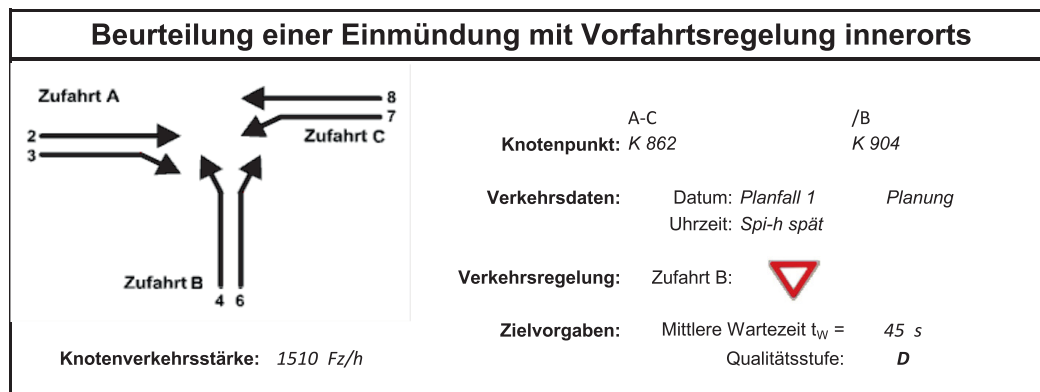 Beurteilung einer Einmündung mit Vorfahrtsregelung innerorts
Zufahrt A
8
7
2
Zufahrt C
3
Zufahrt B
4 6
Knotenverkehrsstärke: 1510 Fz/h
A-C /B
Knotenpunkt: K 862 K 904
Verkehrsdaten: Datum: Planfall 1 Planung
Uhrzeit: Spi-h spät
Verkehrsregelung: Zufahrt B:
Zielvorgaben: Mittlere Wartezeit tW = 45 s
Qualitätsstufe: D